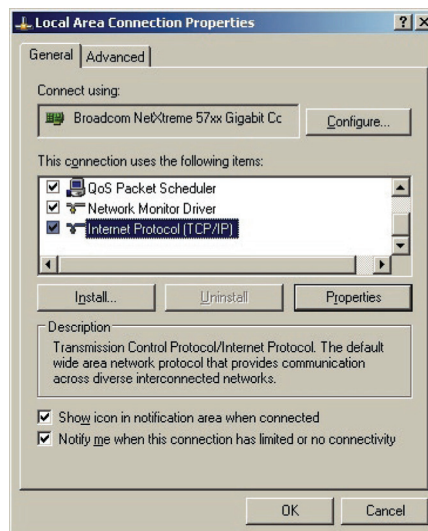 Local Area Connection Properties
General Advanced
Connect using:
Broadcom NetXtreme 57xx Gigabit Cc
Configure...
This connection uses the following items:
QoS Packet Scheduler
Network Monitor Driver
Internet Protocol (TCP/IP)
Install... Uninstall Properties
Description
Transmission Control Protocol/Internet Protocol. The default
wide area network protocol that provides communication
across diverse interconnected networks.
Show icon in notification area when connected
Notify me when this connection has limited or no connectivity
OK Cancel